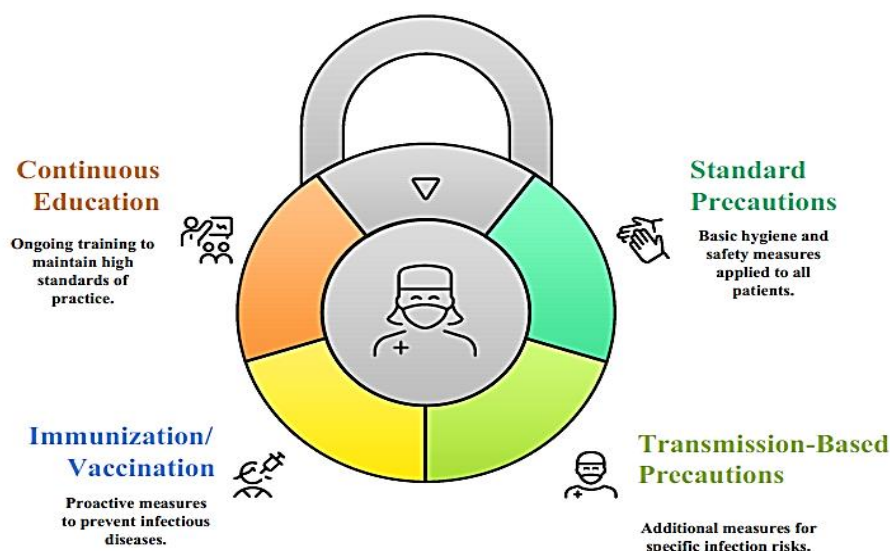 Continuous
Education
Ongoing training to
maintain high
standards of
practice.
Standard
Precautions
Basic hygiene and
safety measures
applied to all
patients.
Immunization/
Vaccination
Proactive measures
to prevent infectious
diseases.
Transmission-Based
Precautions
Additional measures for
specific infection risks.